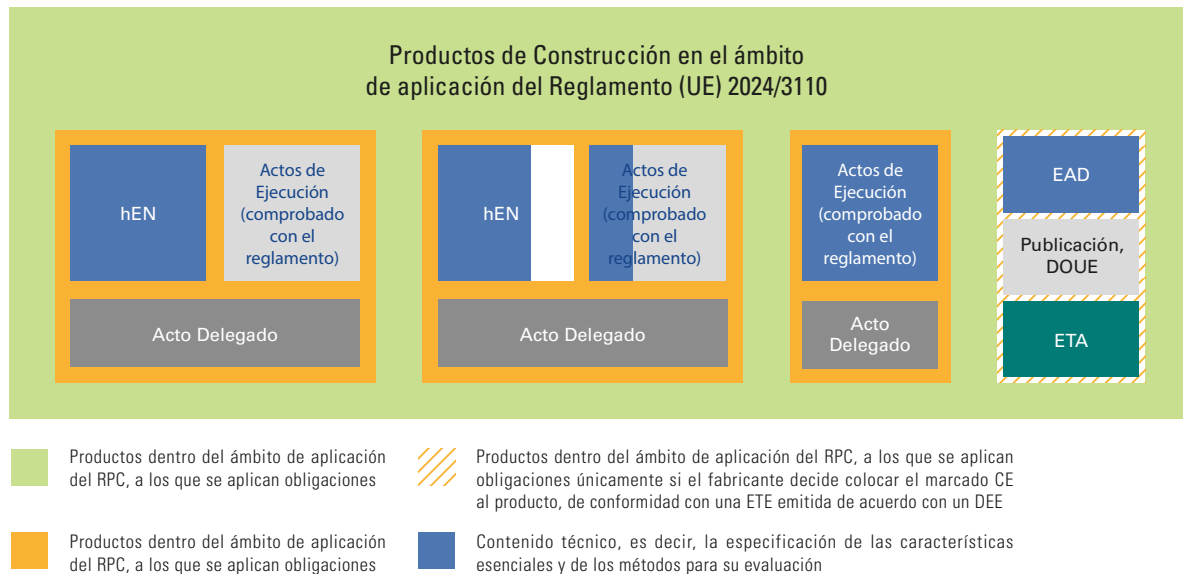 Productos de Construcción en el ámbito
de aplicación del Reglamento (UE) 2024/3110
hEN
Actos de
Ejecución
(comprobado
con el
reglamento)
Acto Delegado
hEN
Actos de
Ejecución
(comprobado
con el
reglamento)
Acto Delegado
Actos de
Ejecución
(comprobado
con el
reglamento)
Acto
Delegado
EAD
Publicación,
DOUE
ETA
Productos dentro del ámbito de aplicación
del RPC, a los que se aplican obligaciones
Productos dentro del ámbito de aplicación del RPC, a los que se aplican
obligaciones únicamente si el fabricante decide colocar el marcado CE
al producto, de conformidad con una ETE emitida de acuerdo con un DEE
Productos dentro del ámbito de aplicación
del RPC, a los que se aplican obligaciones
Contenido técnico, es decir, la especificación de las características
esenciales y de los métodos para su evaluación